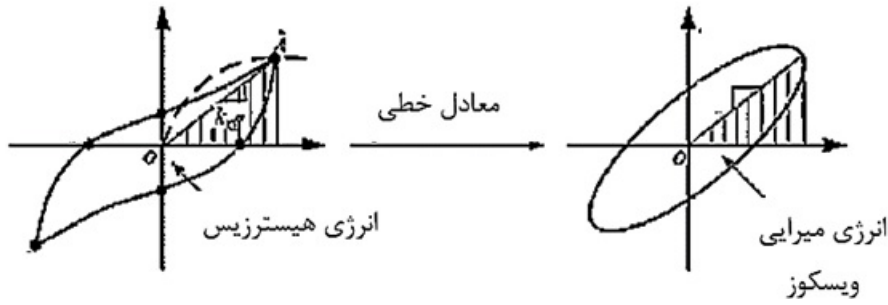 معادل خطی
انرژی هیسترزیس
انرژی میرایی
ویسکوز
o
o